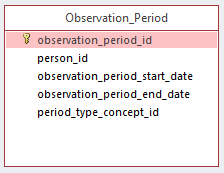 Observation_Period
observation_period_id
person_id
observation_period_start_date
observation_period_end_date
period_type_concept_id